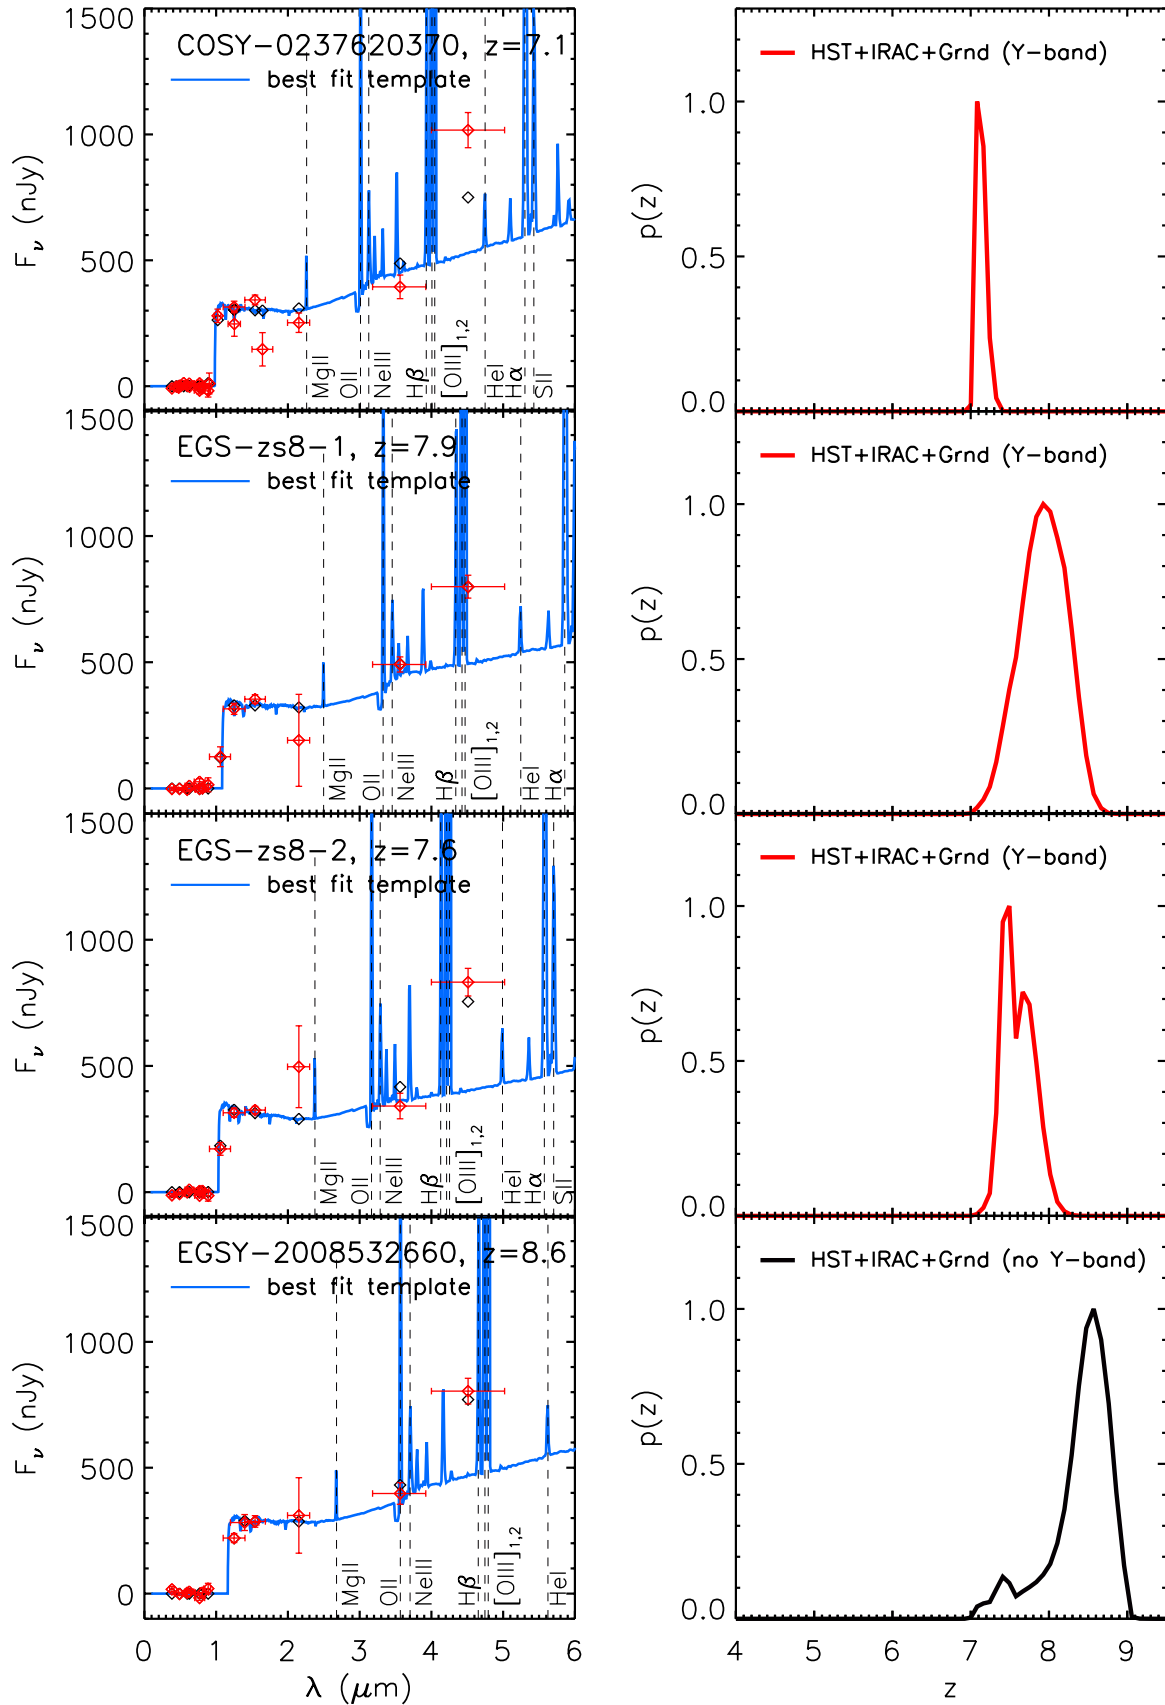 COSY-0237620370, z=7.1
best fit template
1500
1000
500
0
Fν (nJy)
MgII
OII
NeIII
Hβ
[OIII]1,2
HeI
Hα
SII
HST+IRAC+Grnd (Y-band)
1.0
0.5
0.0
p(z)
EGS-zs8-1, z=7.9
best fit template
1500
1000
500
0
Fν (nJy)
MgII
OII
NeIII
Hβ
[OIII]1,2
HeI
Hα
HST+IRAC+Grnd (Y-band)
1.0
0.5
0.0
p(z)
EGS-zs8-2, z=7.6
best fit template
1500
1000
500
0
Fν (nJy)
MgII
OII
NeIII
Hβ
[OIII]1,2
HeI
Hα
SII
HST+IRAC+Grnd (Y-band)
1.0
0.5
0.0
p(z)
EGSY-2008532660, z=8.6
best fit template
1500
1000
500
0
Fν (nJy)
MgII
OII
NeIII
Hβ
[OIII]1,2
HeI
0 1 2 3 4 5 6
λ (μm)
HST+IRAC+Grnd (no Y-band)
1.0
0.5
0.0
p(z)
4 5 6 7 8 9
z